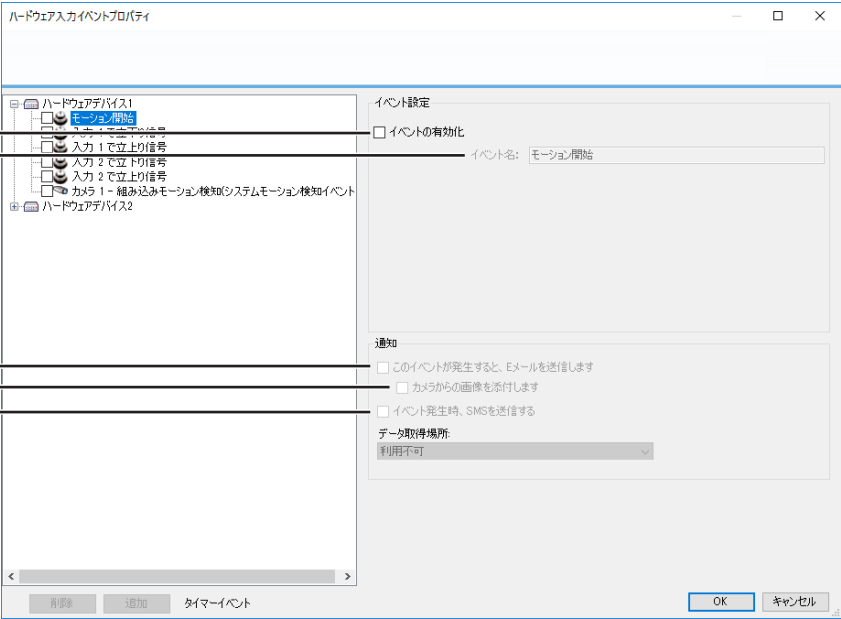 ハードウェア入力イベントプロパティ
ハードウェアデバイス1
モーション開始
入力 1 で立下り信号
入力 1 で立上り信号
入力 2 で立下り信号
入力 2 で立上り信号
カメラ 1 - 組み込みモーション検知(システムモーション検知イベント
ハードウェアデバイス2
イベント設定
イベントの有効化
イベント名: モーション開始
通知
このイベントが発生すると、Eメールを送信します
カメラからの画像を添付します
イベント発生時、SMSを送信する
データ取得場所:
利用不可
削除 追加 タイマーイベント
OK キャンセル